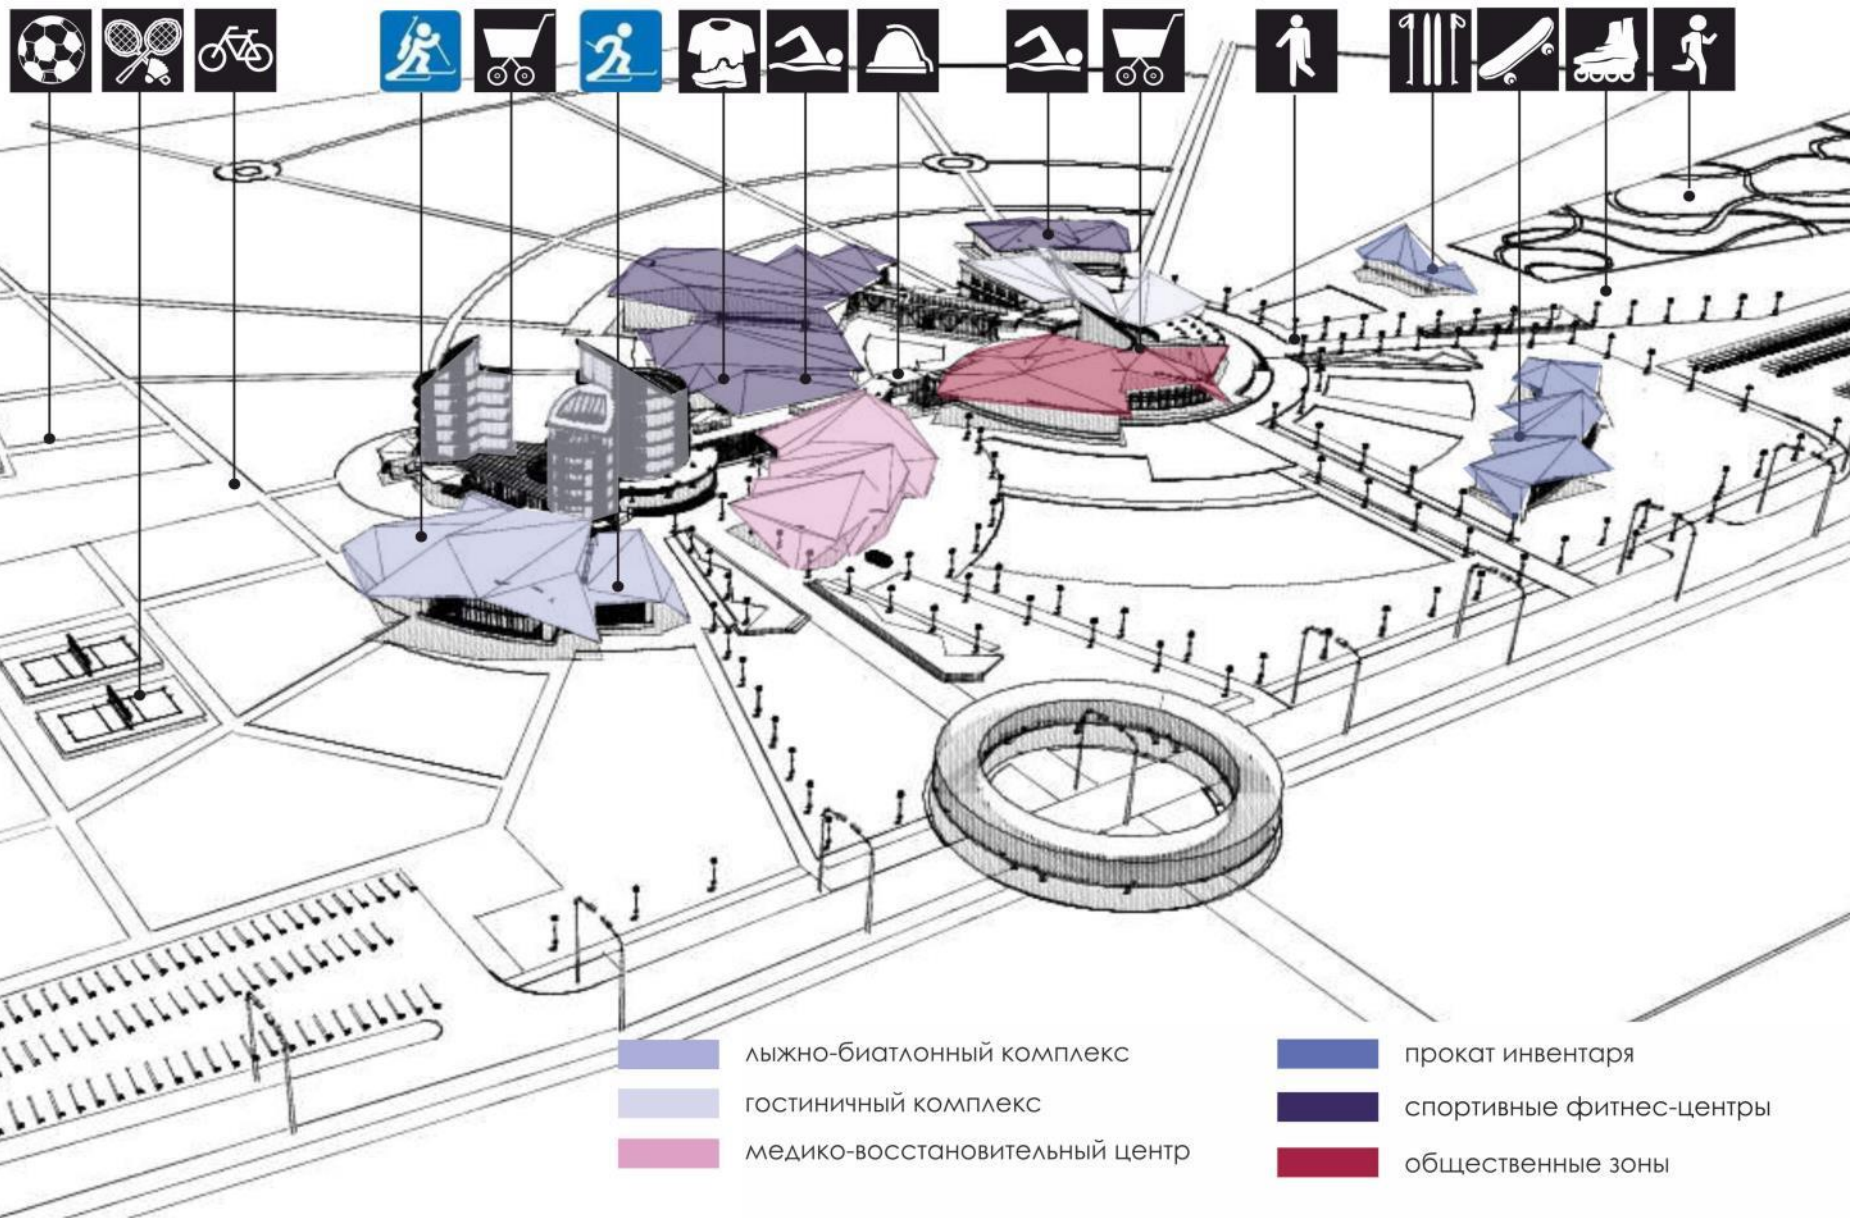 лыжно-биатлонный комплекс
гостиничный комплекс
медико-восстановительный центр
прокат инвентаря
спортивные фитнес-центры
общественные зоны